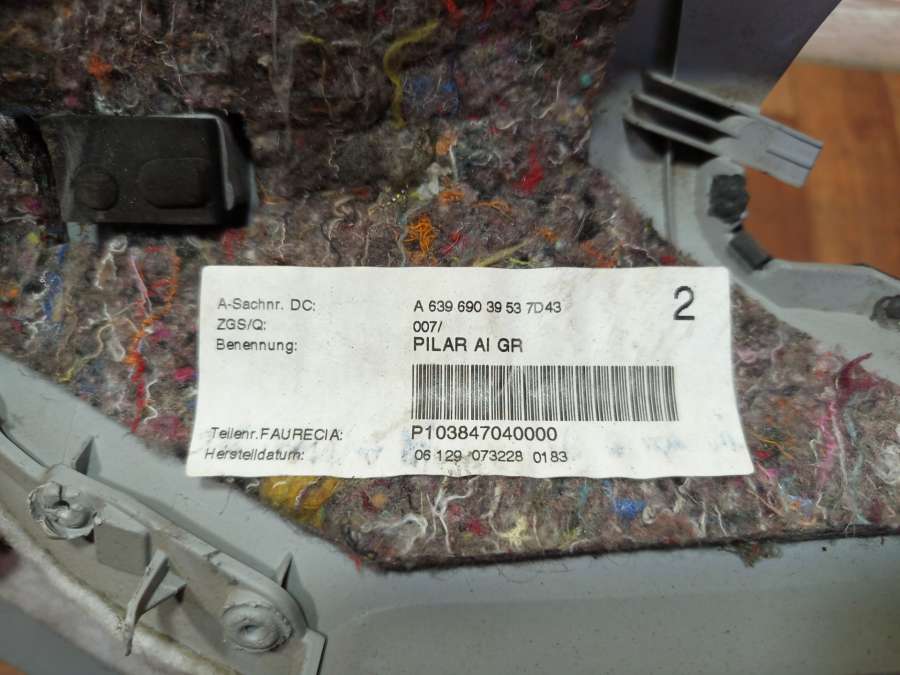 A-Sachnr. DC: A 639 690 39 53 7D43
2
ZGS/Q: 007/
Benennung: PILAR AI GR
Teilenr.FAURECIA: P103847040000
Herstelldatum: 06 129 073228 0183